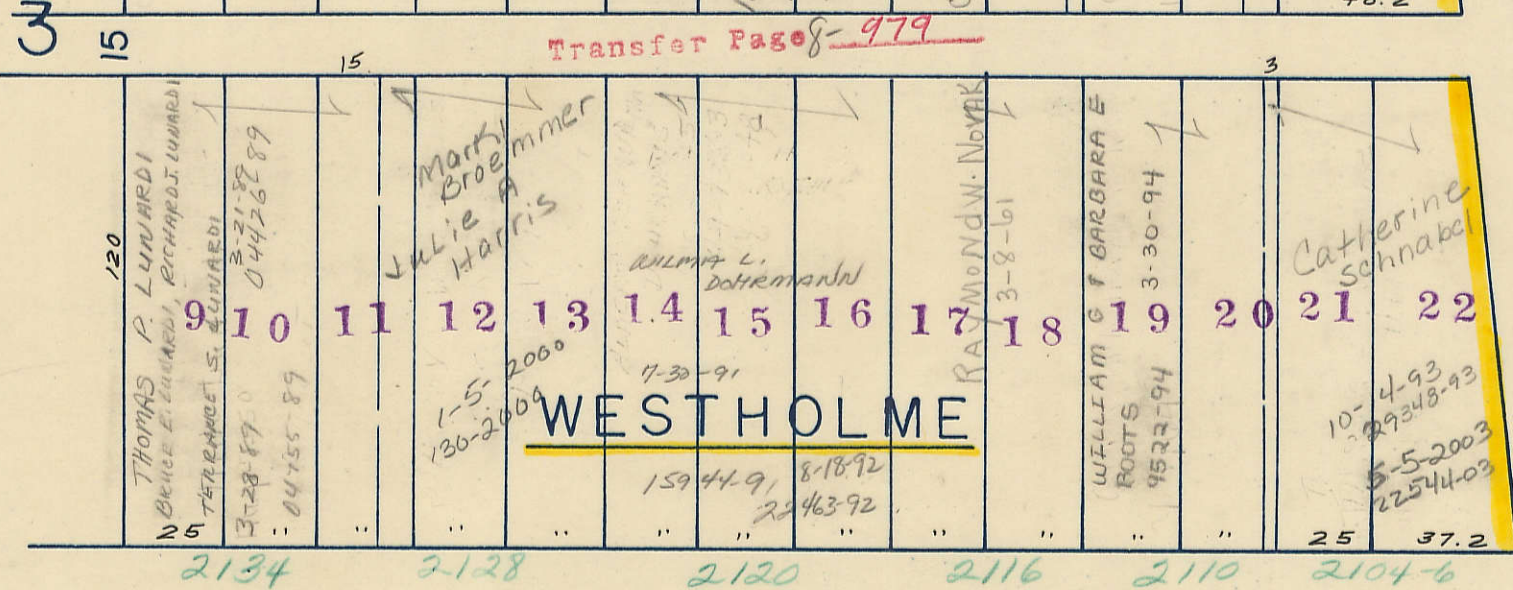 48.2
3
15
Transfer Page 8-979
15
3
120
THOMAS P. LUNARDI
BRUCE E. LUNARDI, RICHARD J. LUNARDI
TERRANCE S. LUNARDI
3-21-89
04426289
3-28-89
04755-89
Mark J
Broemmer
Julie A
Harris
1-5-2000
130-2000
WILMA L.
DOHRMANN
7-30-91
15944-91
8-18-92
22463-92
RAYMOND W. NOVAK
3-8-61
WILLIAM G & BARBARA E
ROOTS
3-30-94
9522-94
Catherine
Schnabel
10-4-93
29348-93
5-5-2003
22544-03
9 10 11 12 13 14 15 16 17 18 19 20 21 22
WESTHOLME
25 " " " " " " " " " " " 25 37.2
2134 2128 2120 2116 2110 2104-6